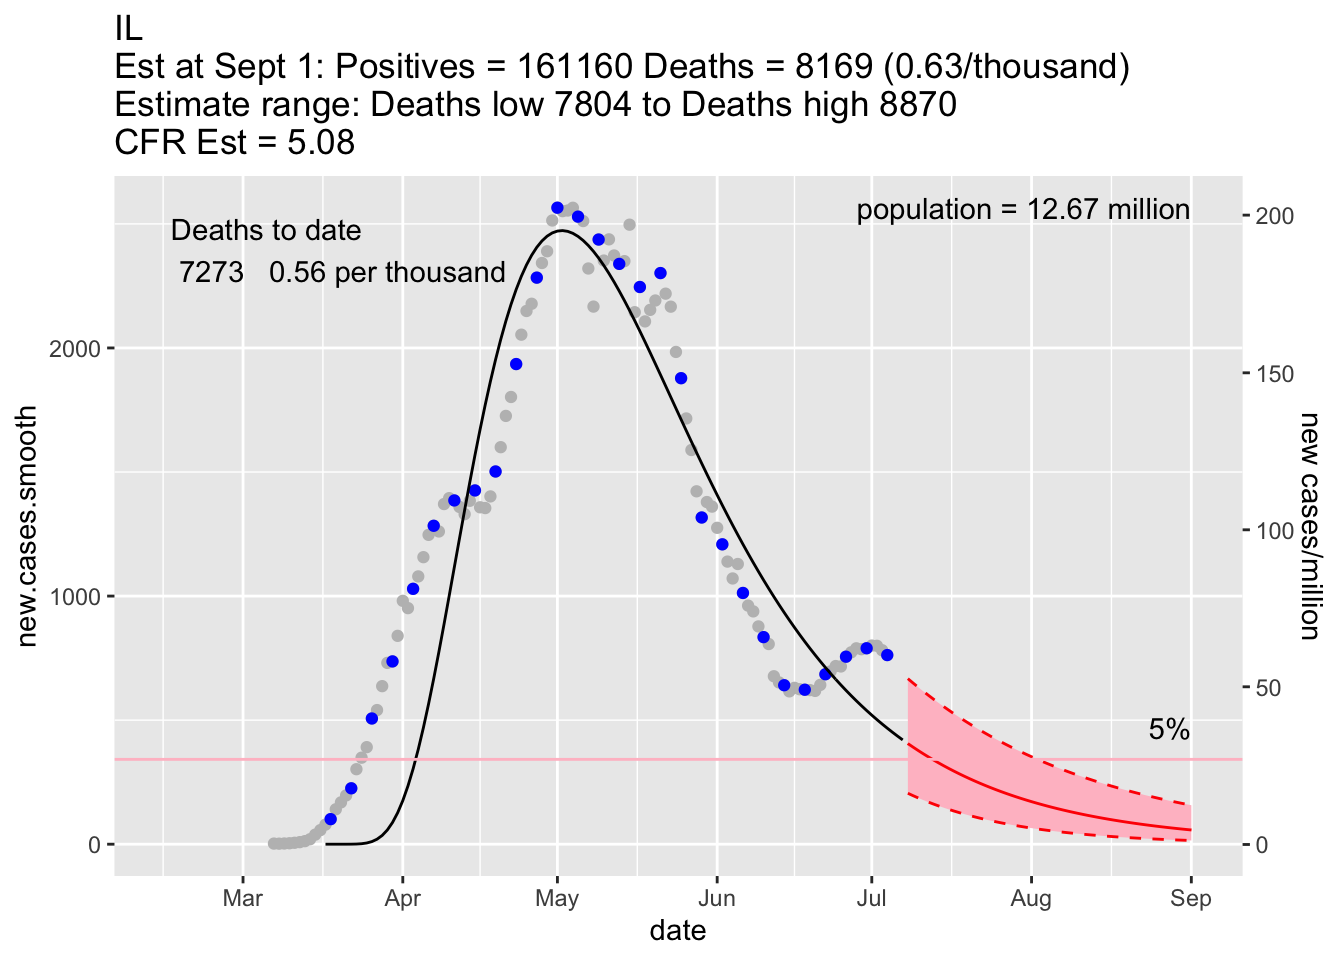 IL
Est at Sept 1: Positives = 161160 Deaths = 8169 (0.63/thousand)
Estimate range: Deaths low 7804 to Deaths high 8870
CFR Est = 5.08
Deaths to date
7273 0.56 per thousand
population = 12.67 million
5%
new.cases.smooth
2000
1000
0
200
150
100
50
0
new cases/million
Mar Apr May Jun Jul Aug Sep
date